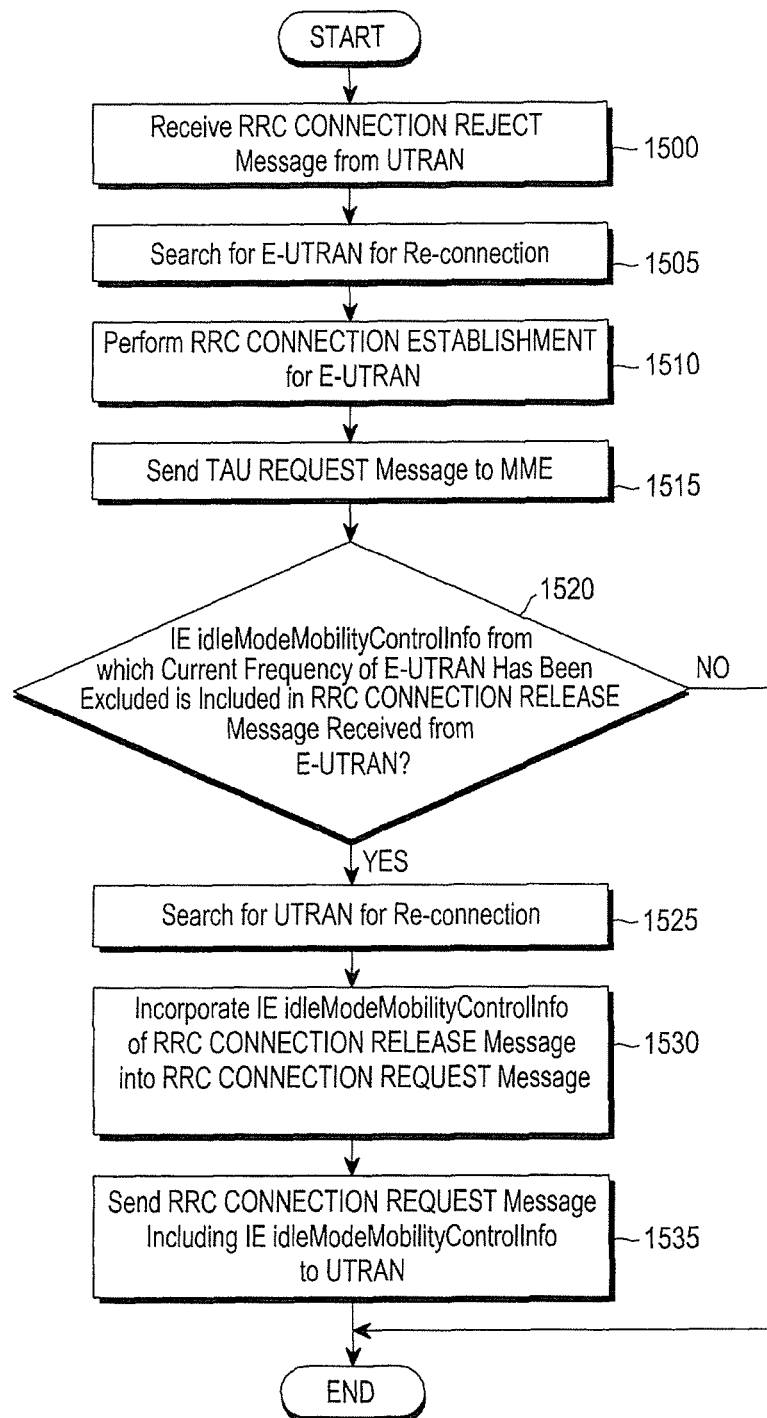 START
Receive RRC CONNECTION REJECT
Message from UTRAN
1500
Search for E-UTRAN for Re-connection
1505
Perform RRC CONNECTION ESTABLISHMENT
for E-UTRAN
1510
Send TAU REQUEST Message to MME
1515
1520
IE idleModeMobilityControlInfo from
which Current Frequency of E-UTRAN Has Been
Excluded is Included in RRC CONNECTION RELEASE
Message Received from
E-UTRAN?
NO
YES
Search for UTRAN for Re-connection
1525
Incorporate IE idleModeMobilityControlInfo
of RRC CONNECTION RELEASE Message
into RRC CONNECTION REQUEST Message
1530
Send RRC CONNECTION REQUEST Message
Including IE idleModeMobilityControlInfo
to UTRAN
1535
END